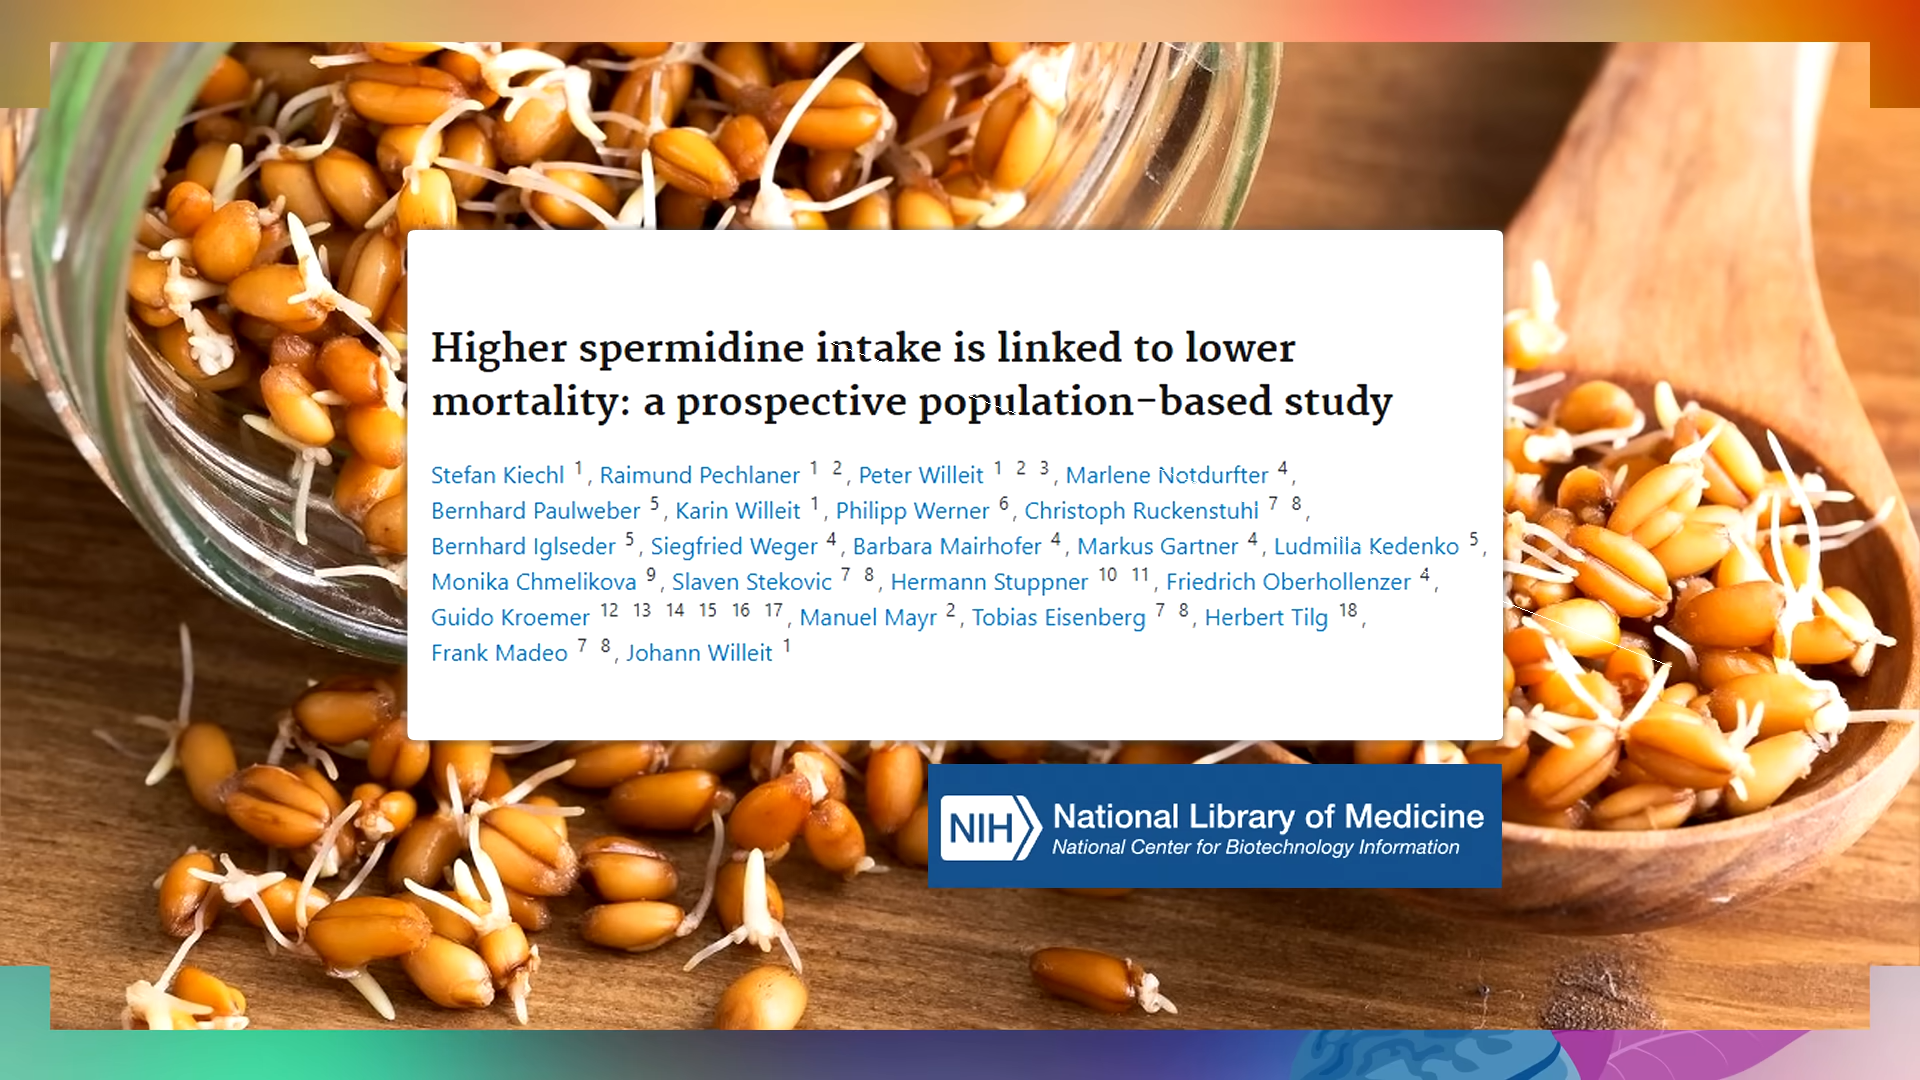 Higher spermidine intake is linked to lower
mortality: a prospective population-based study
Stefan Kiechl 1, Raimund Pechlaner 1 2, Peter Willeit 1 2 3, Marlene Notdurfter 4,
Bernhard Paulweber 5, Karin Willeit 1, Philipp Werner 6, Christoph Ruckenstuhl 7 8,
Bernhard Iglseder 5, Siegfried Weger 4, Barbara Mairhofer 4, Markus Gartner 4, Ludmilla Kedenko 5,
Monika Chmelikova 9, Slaven Stekovic 7 8, Hermann Stuppner 10 11, Friedrich Oberhollenzer 4,
Guido Kroemer 12 13 14 15 16 17, Manuel Mayr 2, Tobias Eisenberg 7 8, Herbert Tilg 18,
Frank Madeo 7 8, Johann Willeit 1
NIH National Library of Medicine
National Center for Biotechnology Information